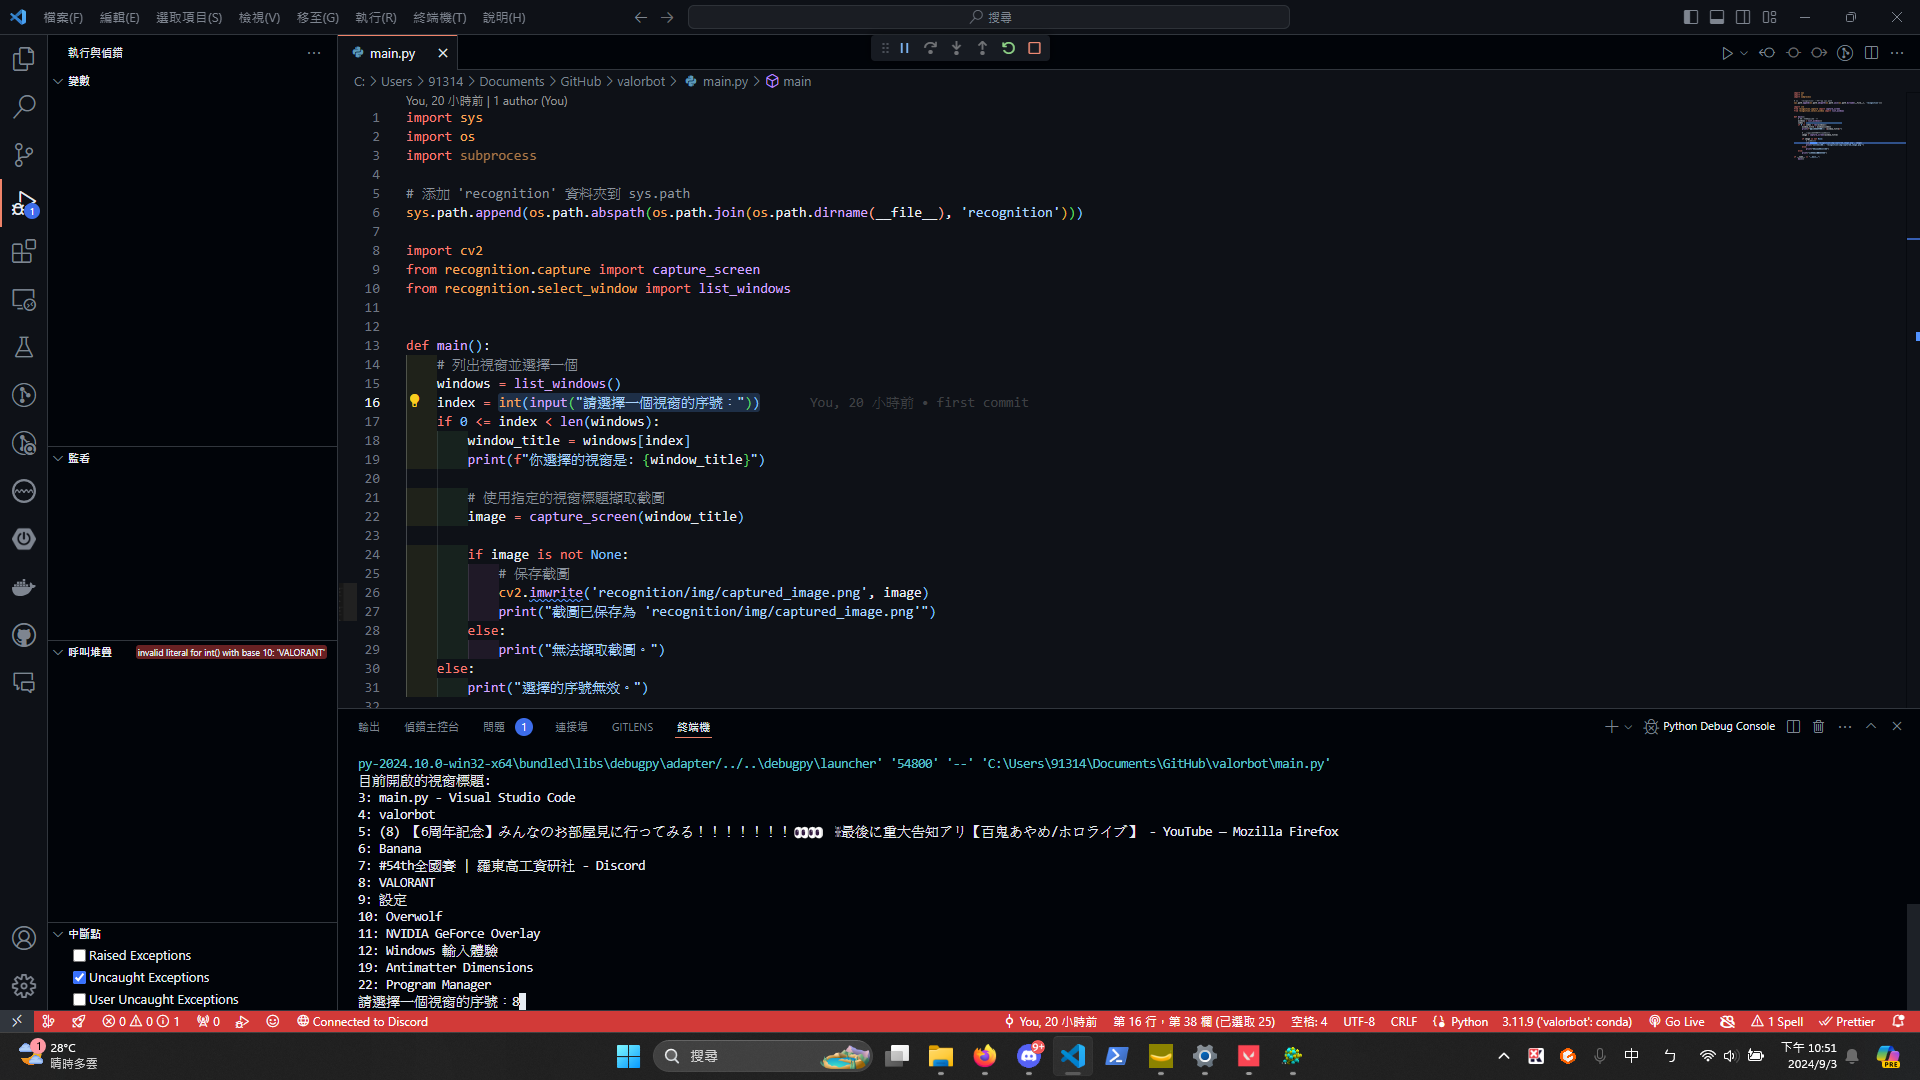 檔案(F) 編輯(E) 選取項目(S) 檢視(V) 移至(G) 執行(R) 終端機(T) 說明(H) 搜尋
執行與偵錯
main.py
變數
C: > Users > 91314 > Documents > GitHub > valorbot > main.py > main
You, 20 小時前 | 1 author (You)
1 import sys
2 import os
3 import subprocess
4
5 # 添加 'recognition' 資料夾到 sys.path
6 sys.path.append(os.path.abspath(os.path.join(os.path.dirname(__file__), 'recognition')))
7
8 import cv2
9 from recognition.capture import capture_screen
10 from recognition.select_window import list_windows
11
12
13 def main():
14 # 列出視窗並選擇一個
15 windows = list_windows()
16 index = int(input("請選擇一個視窗的序號：")) You, 20 小時前 • first commit
17 if 0 <= index < len(windows):
18 window_title = windows[index]
19 print(f"你選擇的視窗是: {window_title}")
20
21 # 使用指定的視窗標題擷取截圖
22 image = capture_screen(window_title)
23
24 if image is not None:
25 # 保存截圖
26 cv2.imwrite('recognition/img/captured_image.png', image)
27 print("截圖已保存為 'recognition/img/captured_image.png'")
28 else:
29 print("無法擷取截圖。")
30 else:
31 print("選擇的序號無效。")
32
監看
呼叫堆疊 invalid literal for int() with base 10: 'VALORANT'
中斷點
Raised Exceptions
Uncaught Exceptions
User Uncaught Exceptions
輸出 偵錯主控台 問題 1 連接埠 GITLENS 終端機 Python Debug Console
py-2024.10.0-win32-x64\bundled\libs\debugpy\adapter/../..\debugpy\launcher' '54800' '--' 'C:\Users\91314\Documents\GitHub\valorbot\main.py'
目前開啟的視窗標題:
3: main.py - Visual Studio Code
4: valorbot
5: (8) 【6周年記念】みんなのお部屋見に行ってみる！！！！！！！👀👀 ※最後に重大告知アリ【百鬼あやめ/ホロライブ】 - YouTube — Mozilla Firefox
6: Banana
7: #54th全國賽 | 羅東高工資研社 - Discord
8: VALORANT
9: 設定
10: Overwolf
11: NVIDIA GeForce Overlay
12: Windows 輸入體驗
19: Antimatter Dimensions
22: Program Manager
請選擇一個視窗的序號：8
0 0 1 0 Connected to Discord You, 20 小時前 第 16 行，第 38 欄 (已選取 25) 空格: 4 UTF-8 CRLF Python 3.11.9 ('valorbot': conda) Go Live 1 Spell Prettier
1 28°C
晴時多雲
搜尋
9+
中 ㄅ
下午 10:51
2024/9/3
PRE